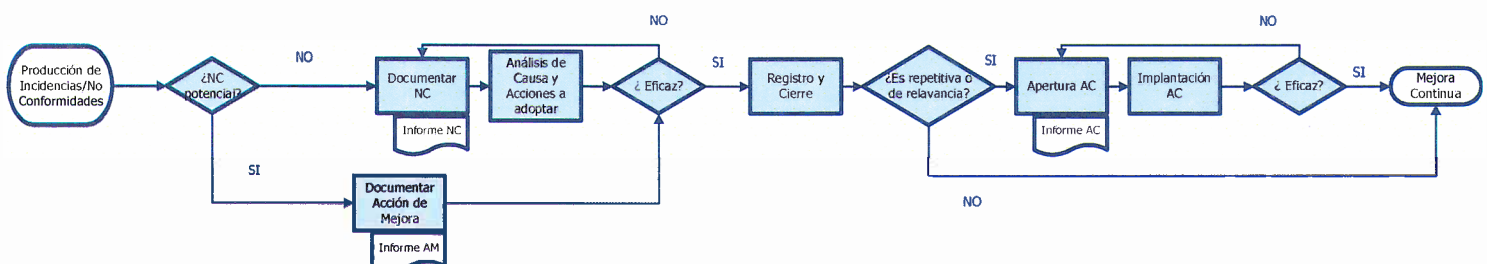 Producción de
Incidencias/No
Conformidades
¿NC
potencial?
NO
SI
Documentar
NC
Informe NC
Análisis de
Causa y
Acciones a
adoptar
NO
¿ Eficaz?
SI
Documentar
Acción de
Mejora
Informe AM
Registro y
Cierre
¿Es repetitiva o
de relavancia?
SI
NO
Apertura AC
Informe AC
Implantación
AC
NO
¿ Eficaz?
SI
Mejora
Continua